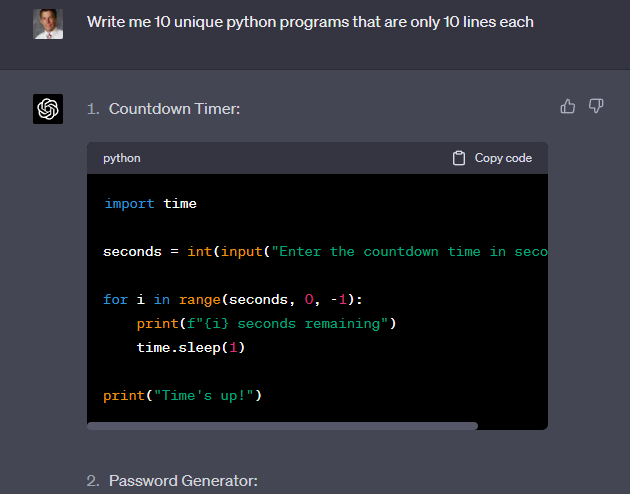 Write me 10 unique python programs that are only 10 lines each
1. Countdown Timer:
python
Copy code
import time
seconds = int(input("Enter the countdown time in seco
for i in range(seconds, 0, -1):
print(f"{i} seconds remaining")
time.sleep(1)
print("Time's up!")
2. Password Generator: